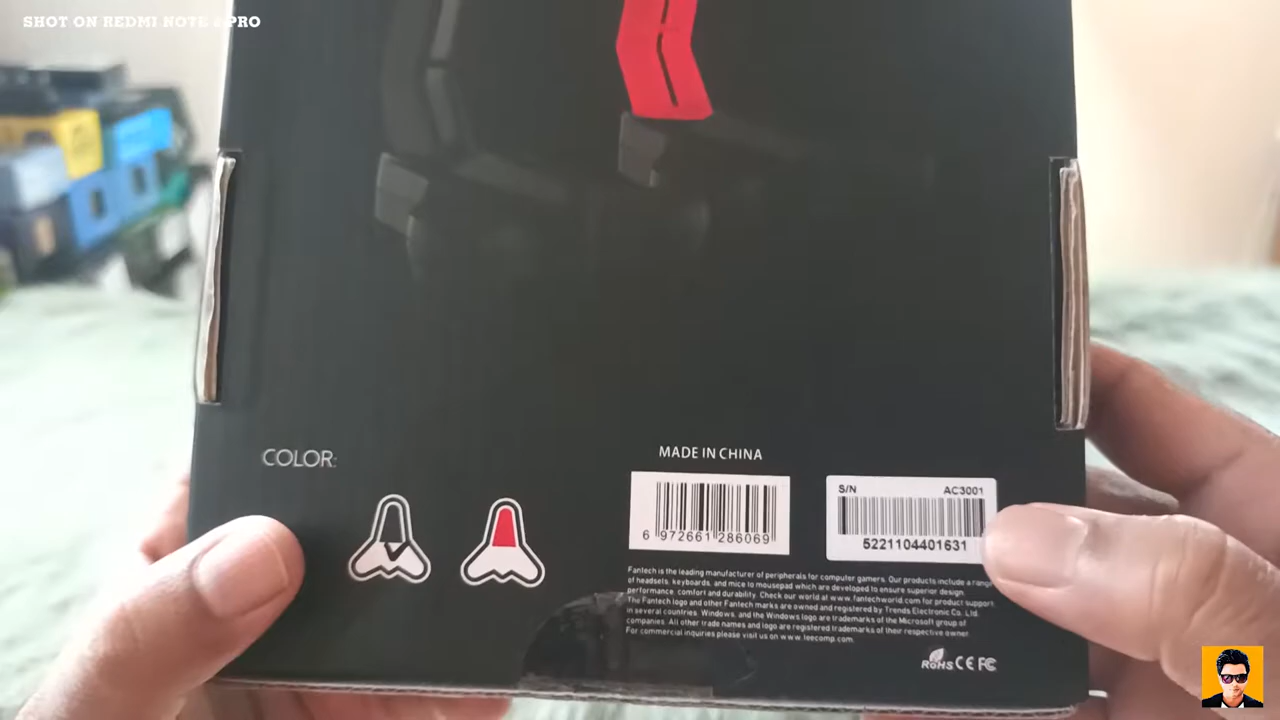 SHOT ON REDMI NOTE PRO
COLOR:
MADE IN CHINA
6 972661 286069
S/N AC3001
5221104401631
Fantech is the leading manufacturer of peripherals for computer gamers. Our products include a range
of headsets, keyboards, and mice to mousepad which are developed to ensure superior design,
performance, comfort and durability. Check our world at www.fantechworld.com for product support.
The Fantech logo and other Fantech marks are owned and registered by Trends Electronic Co. Ltd.
in several countries. Windows, and the Windows logo are trademarks of the Microsoft group of
companies. All other trade names and logo are registered trademarks of their respective owner.
For commercial inquiries please visit us on www.leecomp.com
RoHS CE FC